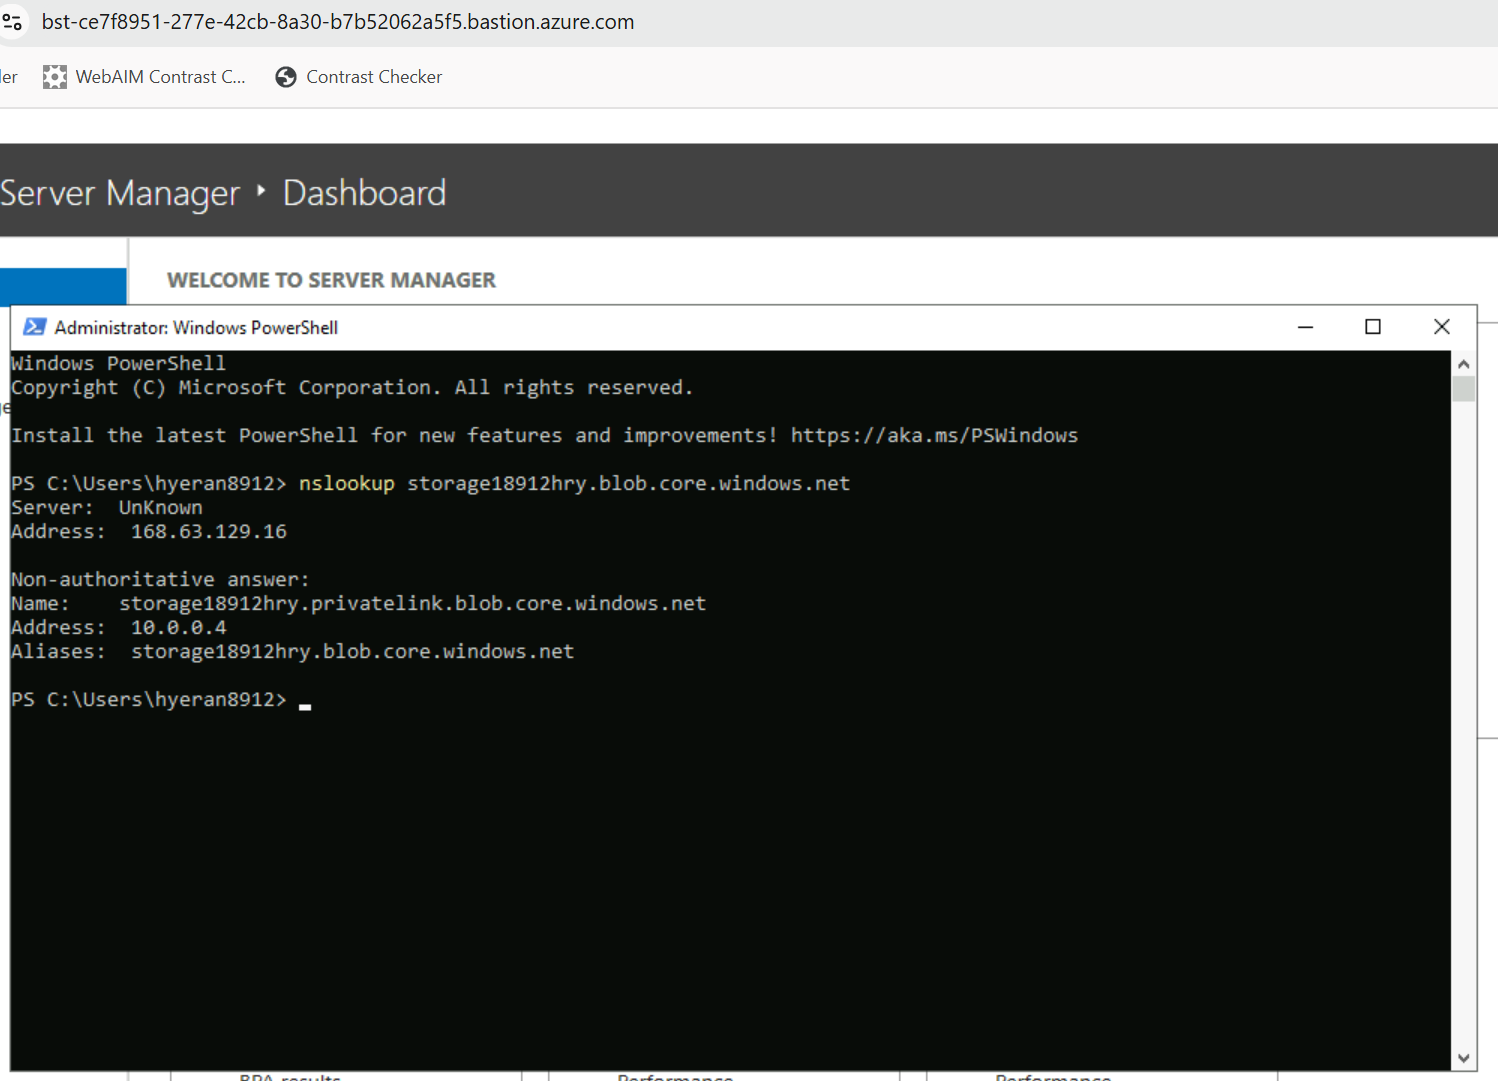 bst-ce7f8951-277e-42cb-8a30-b7b52062a5f5.bastion.azure.com
WebAIM Contrast C... Contrast Checker
Server Manager Dashboard
WELCOME TO SERVER MANAGER
Administrator: Windows PowerShell
Windows PowerShell
Copyright (C) Microsoft Corporation. All rights reserved.
Install the latest PowerShell for new features and improvements! https://aka.ms/PSWindows
PS C:\Users\hyeran8912> nslookup storage18912hry.blob.core.windows.net
Server:  UnKnown
Address:  168.63.129.16
Non-authoritative answer:
Name:    storage18912hry.privatelink.blob.core.windows.net
Address:  10.0.0.4
Aliases:  storage18912hry.blob.core.windows.net
PS C:\Users\hyeran8912>
BPA results Performance Performance